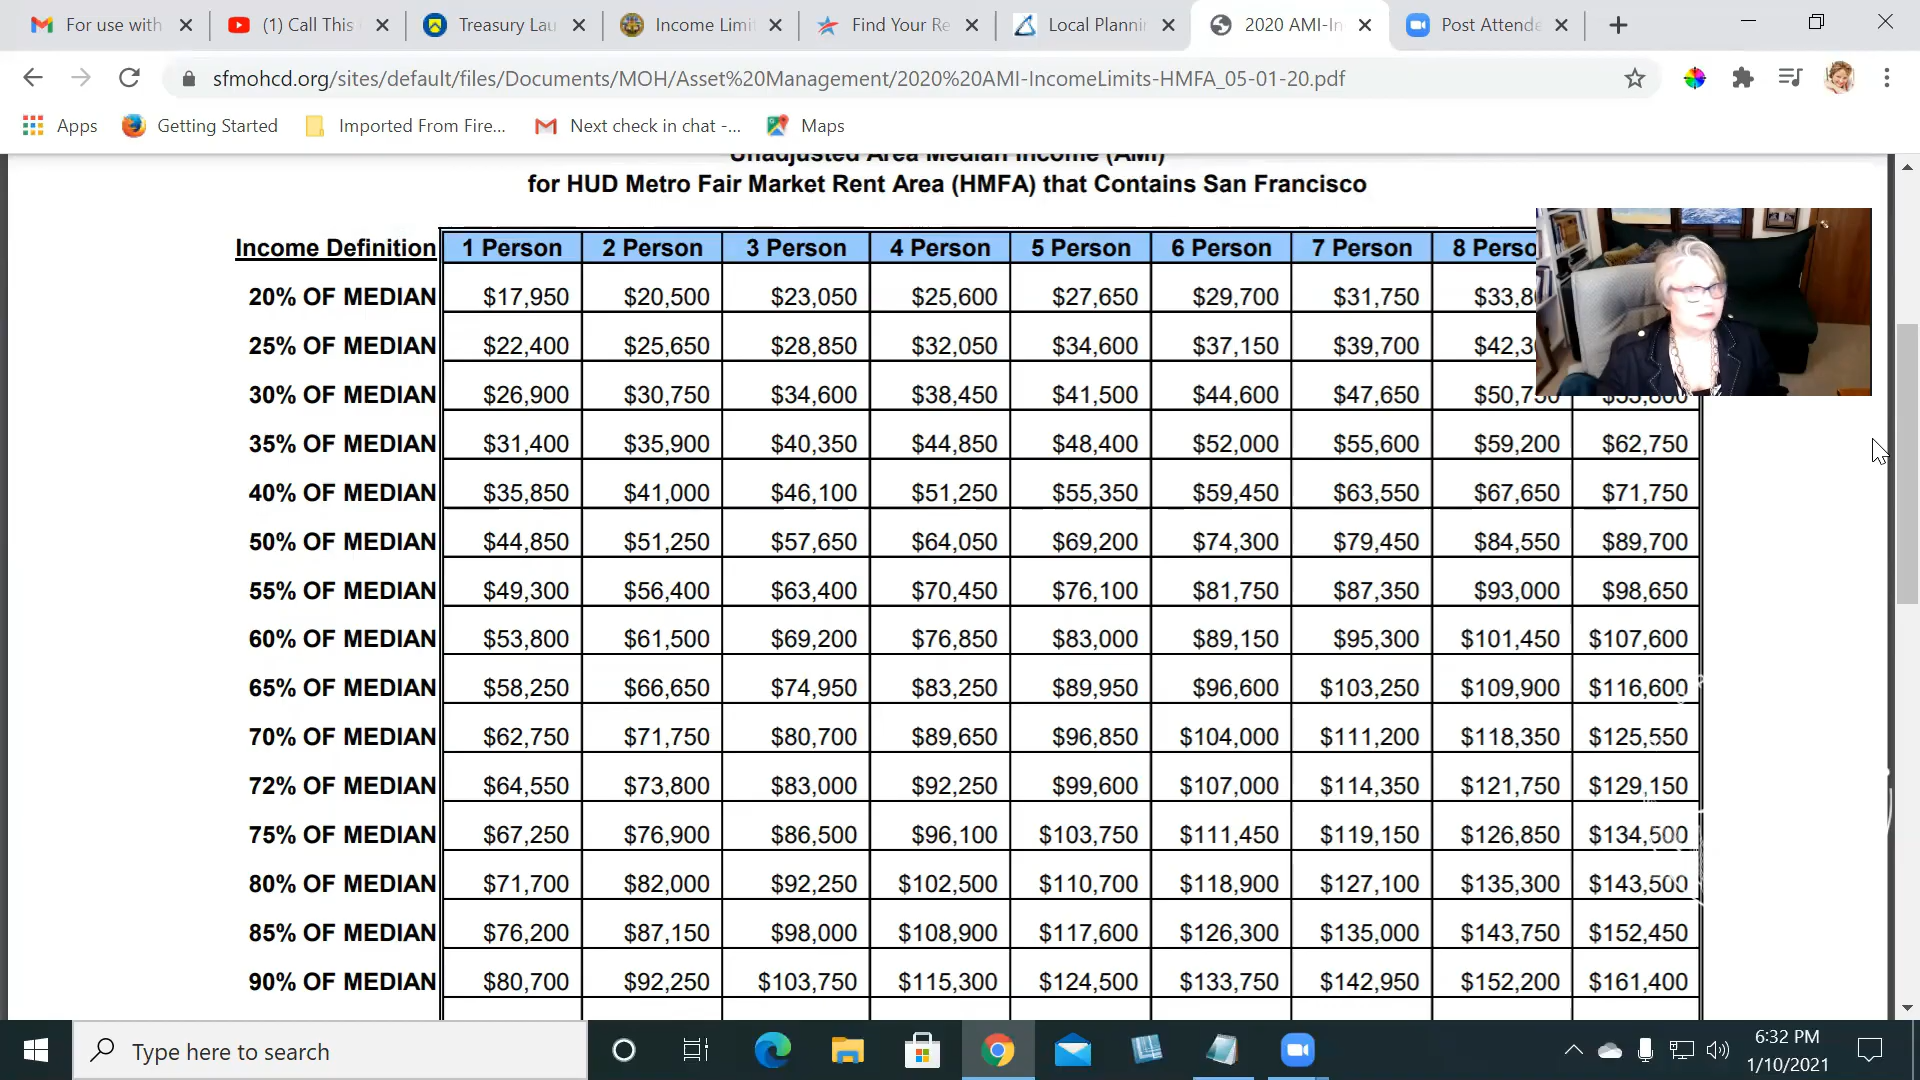 For use with
(1) Call This
Treasury Lau
Income Limi
Find Your Re
Local Plannin
2020 AMI-In
Post Attende
sfmohcd.org/sites/default/files/Documents/MOH/Asset%20Management/2020%20AMI-IncomeLimits-HMFA_05-01-20.pdf
Apps
Getting Started
Imported From Fire...
Next check in chat -...
Maps
Unadjusted Area Median Income (AMI)
for HUD Metro Fair Market Rent Area (HMFA) that Contains San Francisco
Income Definition 1 Person 2 Person 3 Person 4 Person 5 Person 6 Person 7 Person 8 Perso
20% OF MEDIAN $17,950 $20,500 $23,050 $25,600 $27,650 $29,700 $31,750 $33,8
25% OF MEDIAN $22,400 $25,650 $28,850 $32,050 $34,600 $37,150 $39,700 $42,3
30% OF MEDIAN $26,900 $30,750 $34,600 $38,450 $41,500 $44,600 $47,650 $50,750
35% OF MEDIAN $31,400 $35,900 $40,350 $44,850 $48,400 $52,000 $55,600 $59,200 $62,750
40% OF MEDIAN $35,850 $41,000 $46,100 $51,250 $55,350 $59,450 $63,550 $67,650 $71,750
50% OF MEDIAN $44,850 $51,250 $57,650 $64,050 $69,200 $74,300 $79,450 $84,550 $89,700
55% OF MEDIAN $49,300 $56,400 $63,400 $70,450 $76,100 $81,750 $87,350 $93,000 $98,650
60% OF MEDIAN $53,800 $61,500 $69,200 $76,850 $83,000 $89,150 $95,300 $101,450 $107,600
65% OF MEDIAN $58,250 $66,650 $74,950 $83,250 $89,950 $96,600 $103,250 $109,900 $116,600
70% OF MEDIAN $62,750 $71,750 $80,700 $89,650 $96,850 $104,000 $111,200 $118,350 $125,550
72% OF MEDIAN $64,550 $73,800 $83,000 $92,250 $99,600 $107,000 $114,350 $121,750 $129,150
75% OF MEDIAN $67,250 $76,900 $86,500 $96,100 $103,750 $111,450 $119,150 $126,850 $134,500
80% OF MEDIAN $71,700 $82,000 $92,250 $102,500 $110,700 $118,900 $127,100 $135,300 $143,500
85% OF MEDIAN $76,200 $87,150 $98,000 $108,900 $117,600 $126,300 $135,000 $143,750 $152,450
90% OF MEDIAN $80,700 $92,250 $103,750 $115,300 $124,500 $133,750 $142,950 $152,200 $161,400
Type here to search
6:32 PM
1/10/2021